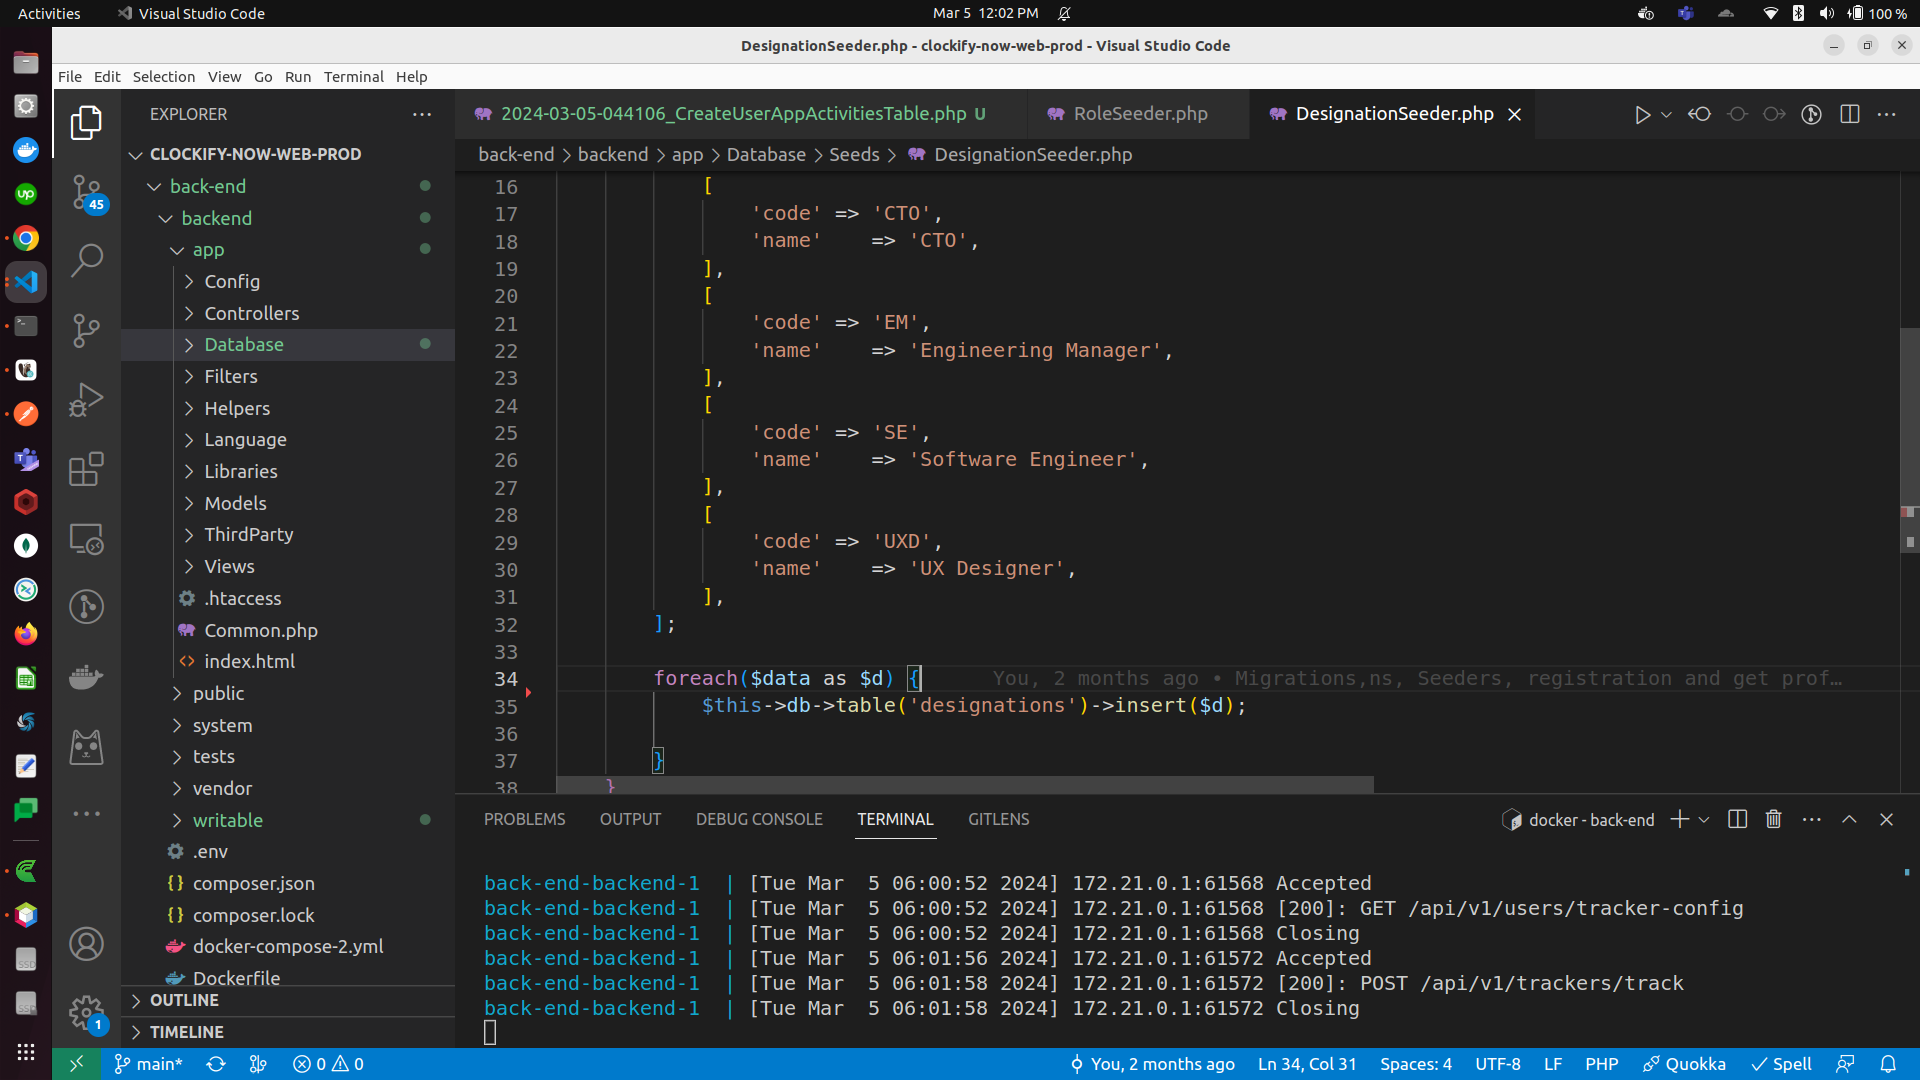 Activities
Visual Studio Code
Mar 5 12:02 PM
100 %
DesignationSeeder.php - clockify-now-web-prod - Visual Studio Code
File Edit Selection View Go Run Terminal Help
EXPLORER
CLOCKIFY-NOW-WEB-PROD
back-end
backend
app
Config
Controllers
Database
Filters
Helpers
Language
Libraries
Models
ThirdParty
Views
.htaccess
Common.php
index.html
public
system
tests
vendor
writable
.env
composer.json
composer.lock
docker-compose-2.yml
Dockerfile
OUTLINE
TIMELINE
45
1
2024-03-05-044106_CreateUserAppActivitiesTable.php U
RoleSeeder.php
DesignationSeeder.php
back-end > backend > app > Database > Seeds > DesignationSeeder.php
16 [
17 'code' => 'CTO',
18 'name'    => 'CTO',
19 ],
20 [
21 'code' => 'EM',
22 'name'    => 'Engineering Manager',
23 ],
24 [
25 'code' => 'SE',
26 'name'    => 'Software Engineer',
27 ],
28 [
29 'code' => 'UXD',
30 'name'    => 'UX Designer',
31 ],
32 ];
33
34 foreach($data as $d) { You, 2 months ago • Migrations,ns, Seeders, registration and get prof…
35 $this->db->table('designations')->insert($d);
36
37 }
38 }
PROBLEMS OUTPUT DEBUG CONSOLE TERMINAL GITLENS
docker - back-end
back-end-backend-1  | [Tue Mar  5 06:00:52 2024] 172.21.0.1:61568 Accepted
back-end-backend-1  | [Tue Mar  5 06:00:52 2024] 172.21.0.1:61568 [200]: GET /api/v1/users/tracker-config
back-end-backend-1  | [Tue Mar  5 06:00:52 2024] 172.21.0.1:61568 Closing
back-end-backend-1  | [Tue Mar  5 06:01:56 2024] 172.21.0.1:61572 Accepted
back-end-backend-1  | [Tue Mar  5 06:01:58 2024] 172.21.0.1:61572 [200]: POST /api/v1/trackers/track
back-end-backend-1  | [Tue Mar  5 06:01:58 2024] 172.21.0.1:61572 Closing
main* 0 0
You, 2 months ago Ln 34, Col 31 Spaces: 4 UTF-8 LF PHP Quokka Spell